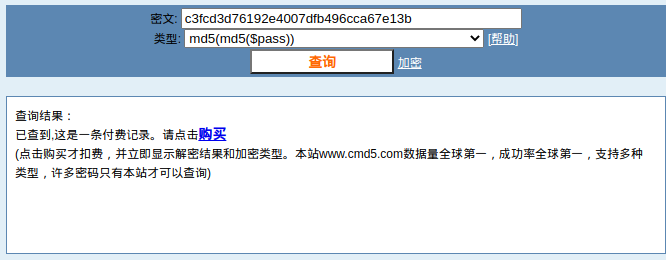 密文: c3fcd3d76192e4007dfb496cca67e13b
类型: md5(md5($pass)) [帮助]
查询 加密
查询结果：
已查到,这是一条付费记录。请点击购买
(点击购买才扣费，并立即显示解密结果和加密类型。本站www.cmd5.com数据量全球第一，成功率全球第一，支持多种
类型，许多密码只有本站才可以查询)